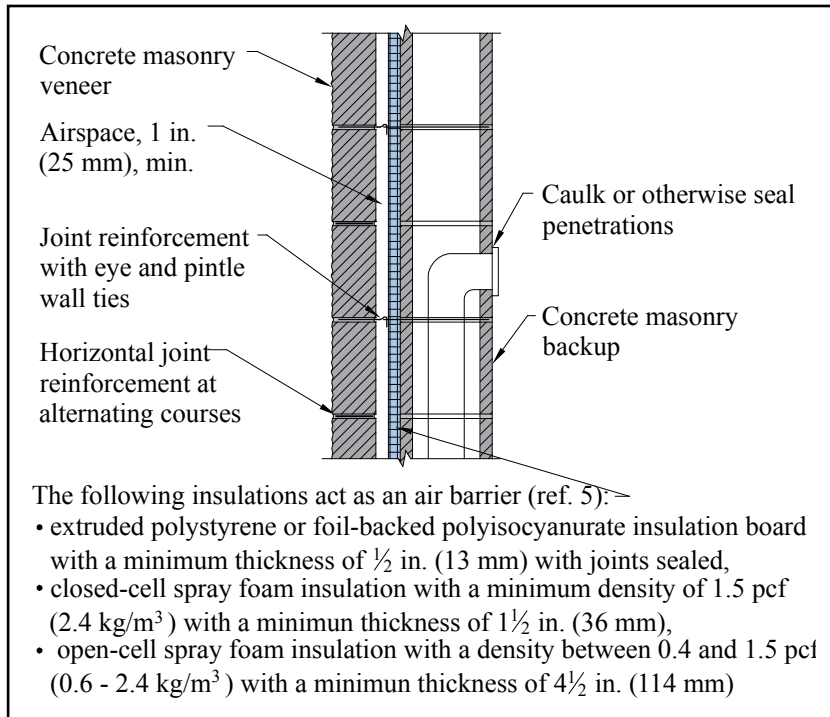 Concrete masonry
veneer
Airspace, 1 in.
(25 mm), min.
Joint reinforcement
with eye and pintle
wall ties
Horizontal joint
reinforcement at
alternating courses
Caulk or otherwise seal
penetrations
Concrete masonry
backup
The following insulations act as an air barrier (ref. 5):
• extruded polystyrene or foil-backed polyisocyanurate insulation board
with a minimum thickness of ½ in. (13 mm) with joints sealed,
• closed-cell spray foam insulation with a minimum density of 1.5 pcf
(2.4 kg/m³) with a minimun thickness of 1½ in. (36 mm),
• open-cell spray foam insulation with a density between 0.4 and 1.5 pcf
(0.6 - 2.4 kg/m³) with a minimun thickness of 4½ in. (114 mm)